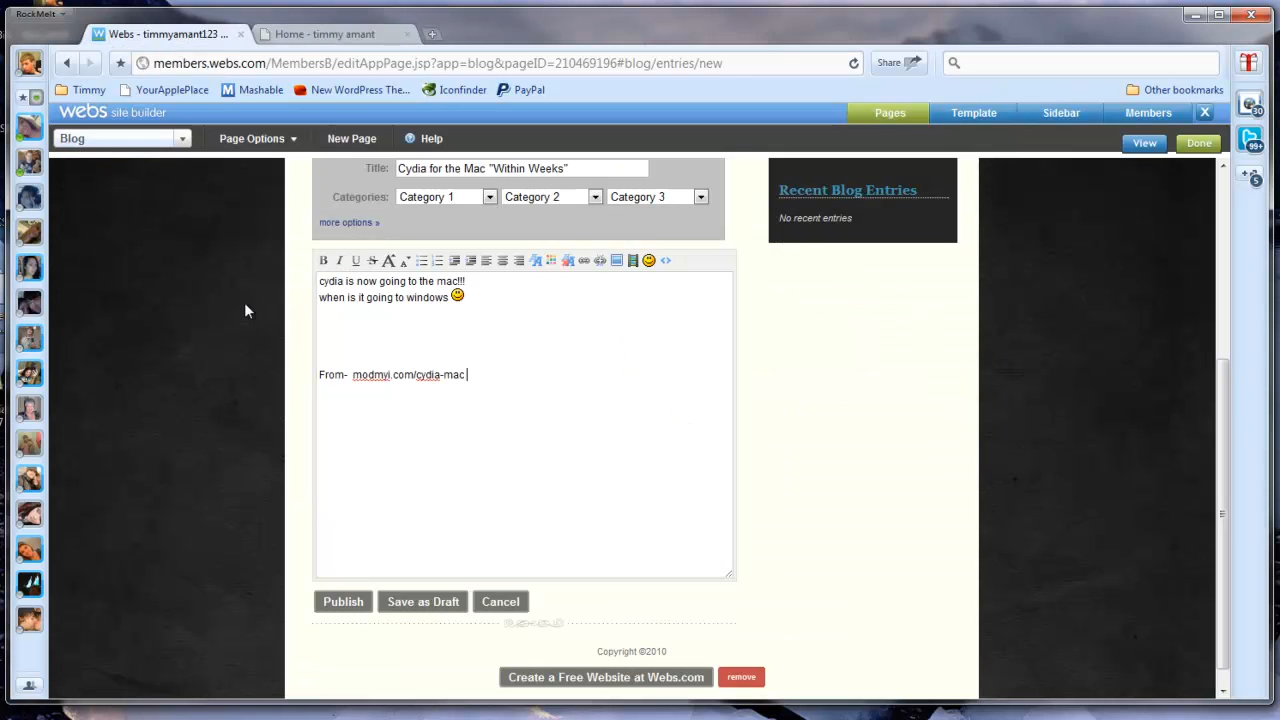 RockMelt
Webs - timmyamant123 ...
Home - timmy amant
members.webs.com/MembersB/editAppPage.jsp?app=blog&pageID=210469196#blog/entries/new
Share
Timmy
YourApplePlace
Mashable
New WordPress The...
Iconfinder
PayPal
Other bookmarks
webs site builder
Pages
Template
Sidebar
Members
X
30
Blog
Page Options
New Page
Help
View
Done
99+
5
Title:
Cydia for the Mac "Within Weeks"
Categories:
Category 1
Category 2
Category 3
more options »
Recent Blog Entries
No recent entries
B I U S A A
cydia is now going to the mac!!!
when is it going to windows
From- modmyi.com/cydia-mac
Publish
Save as Draft
Cancel
Copyright ©2010
Create a Free Website at Webs.com
remove